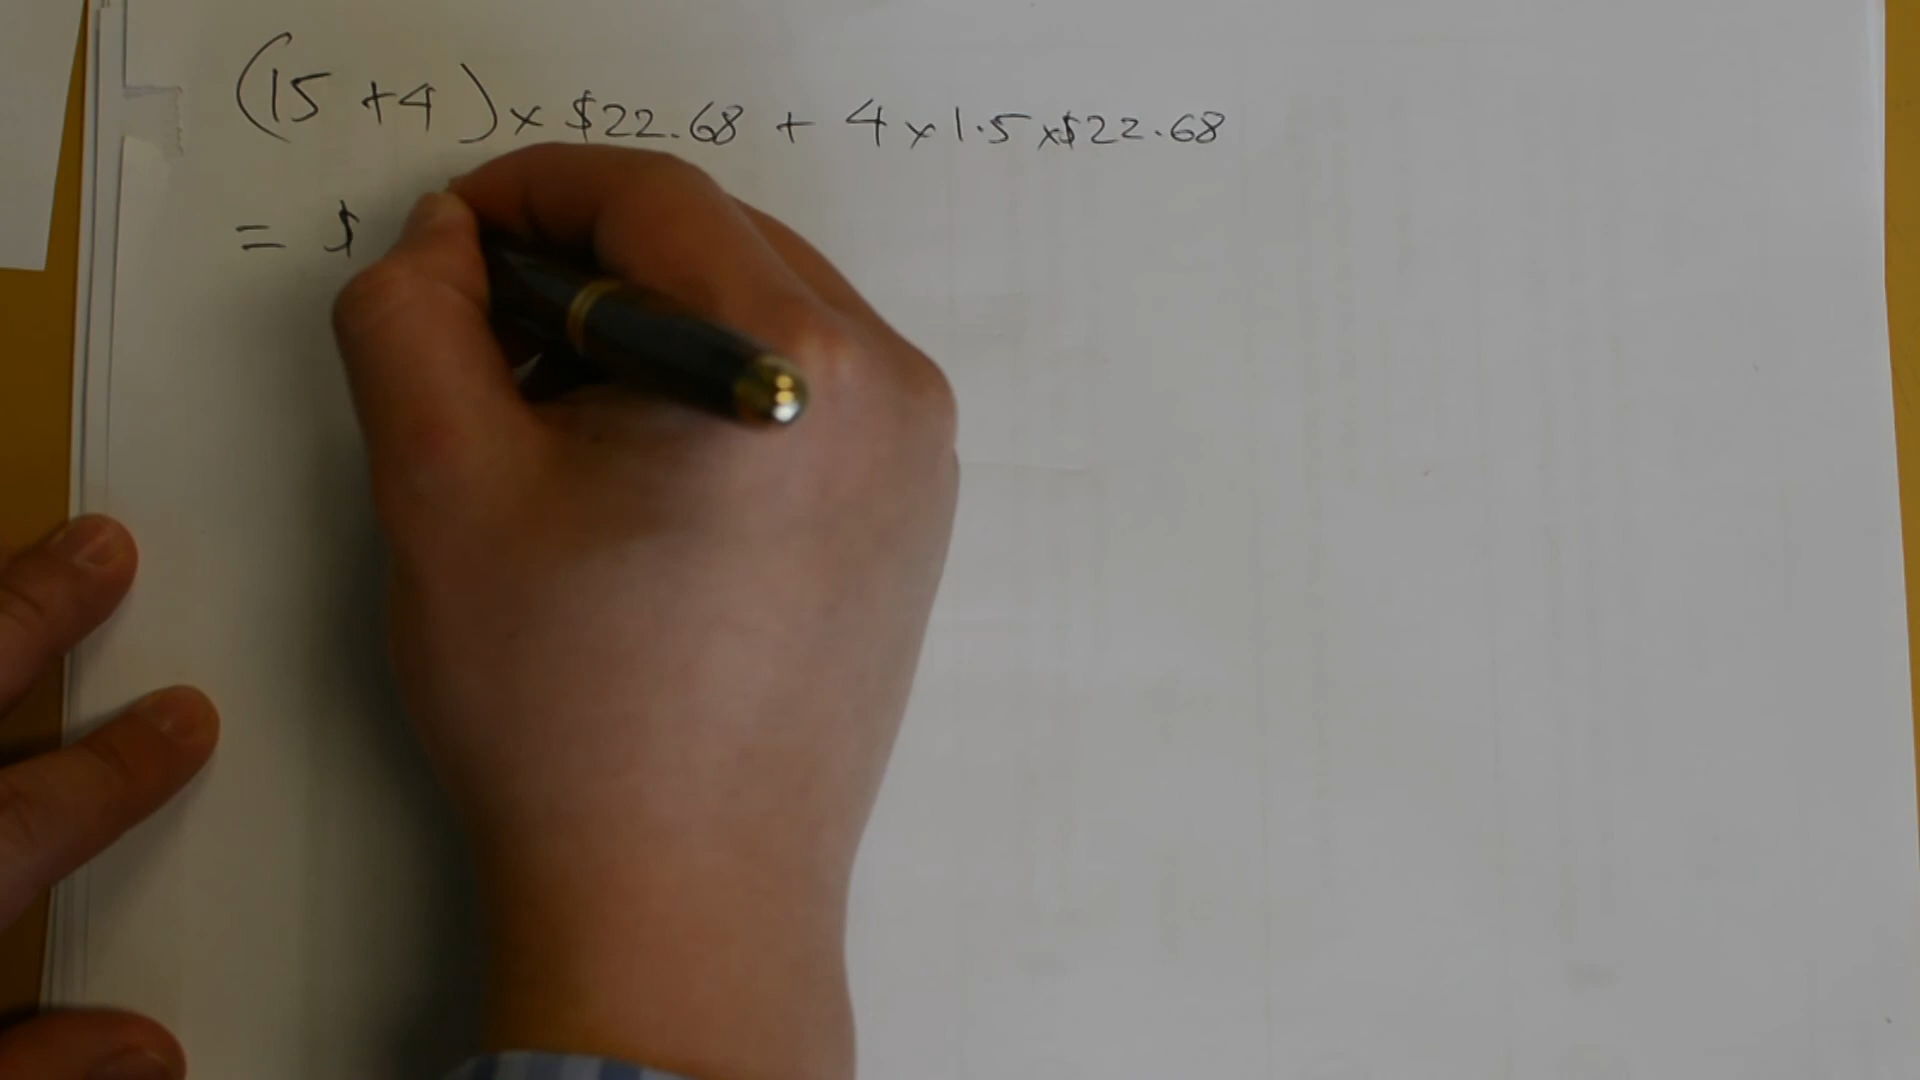 (15 +4) x $22.68 + 4 x 1.5 x $22.68
= $